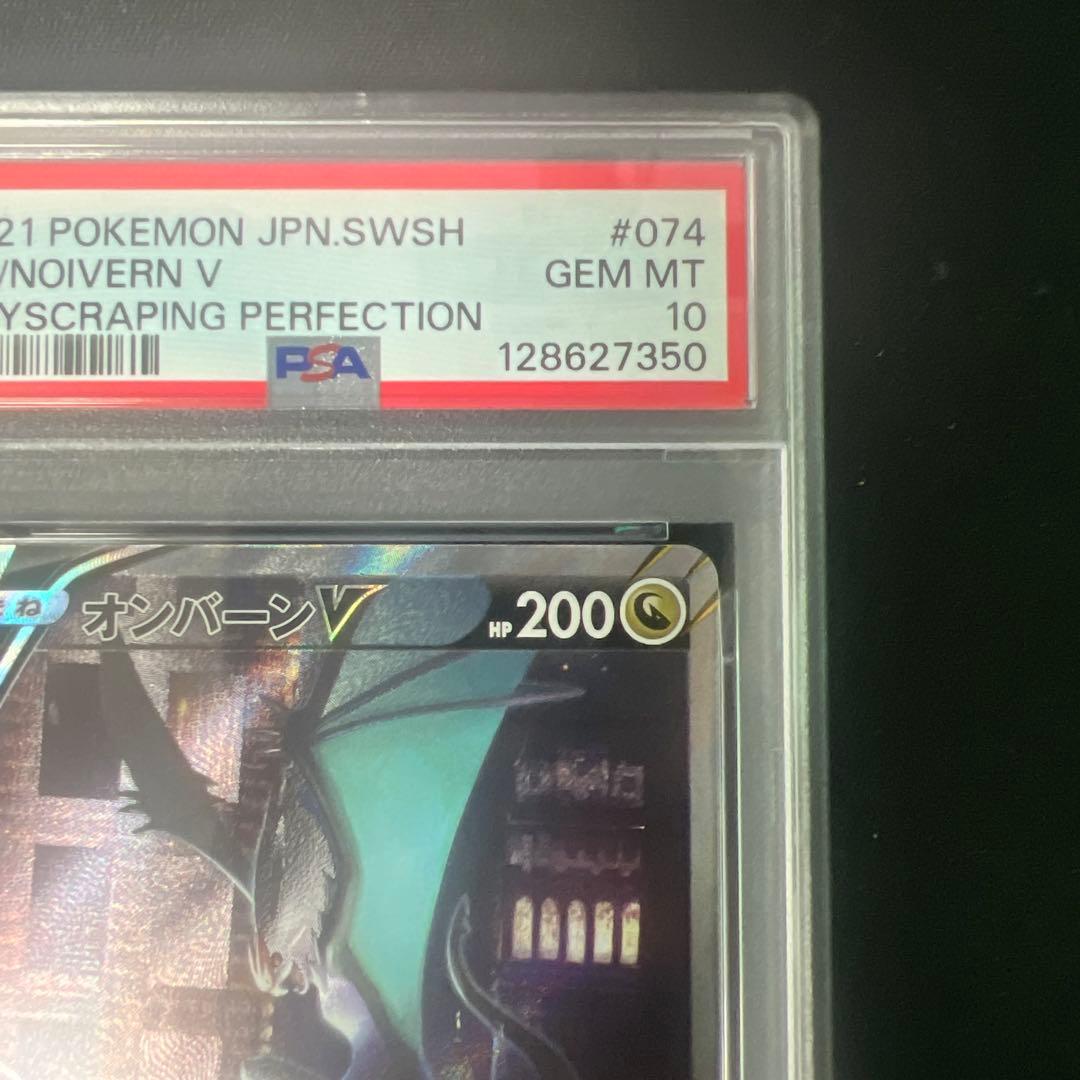 21 POKEMON JPN.SWSH #074
/NOIVERN V GEM MT
YSCRAPING PERFECTION 10
PSA 128627350
ね オンバーンV HP200